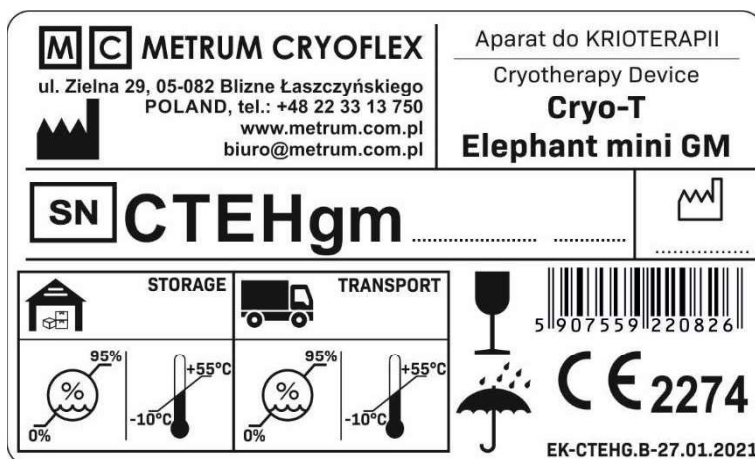 M C METRUM CRYOFLEX
ul. Zielna 29, 05-082 Blizne Łaszczyńskiego
POLAND, tel.: +48 22 33 13 750
www.metrum.com.pl
biuro@metrum.com.pl
Aparat do KRIOTERAPII
Cryotherapy Device
Cryo-T
Elephant mini GM
SN CTEHgm ................ ............
................
STORAGE
95%
%
0%
+55°C
-10°C
TRANSPORT
95%
%
0%
+55°C
-10°C
5 907559 220826
CE 2274
EK-CTEHG.B-27.01.2021